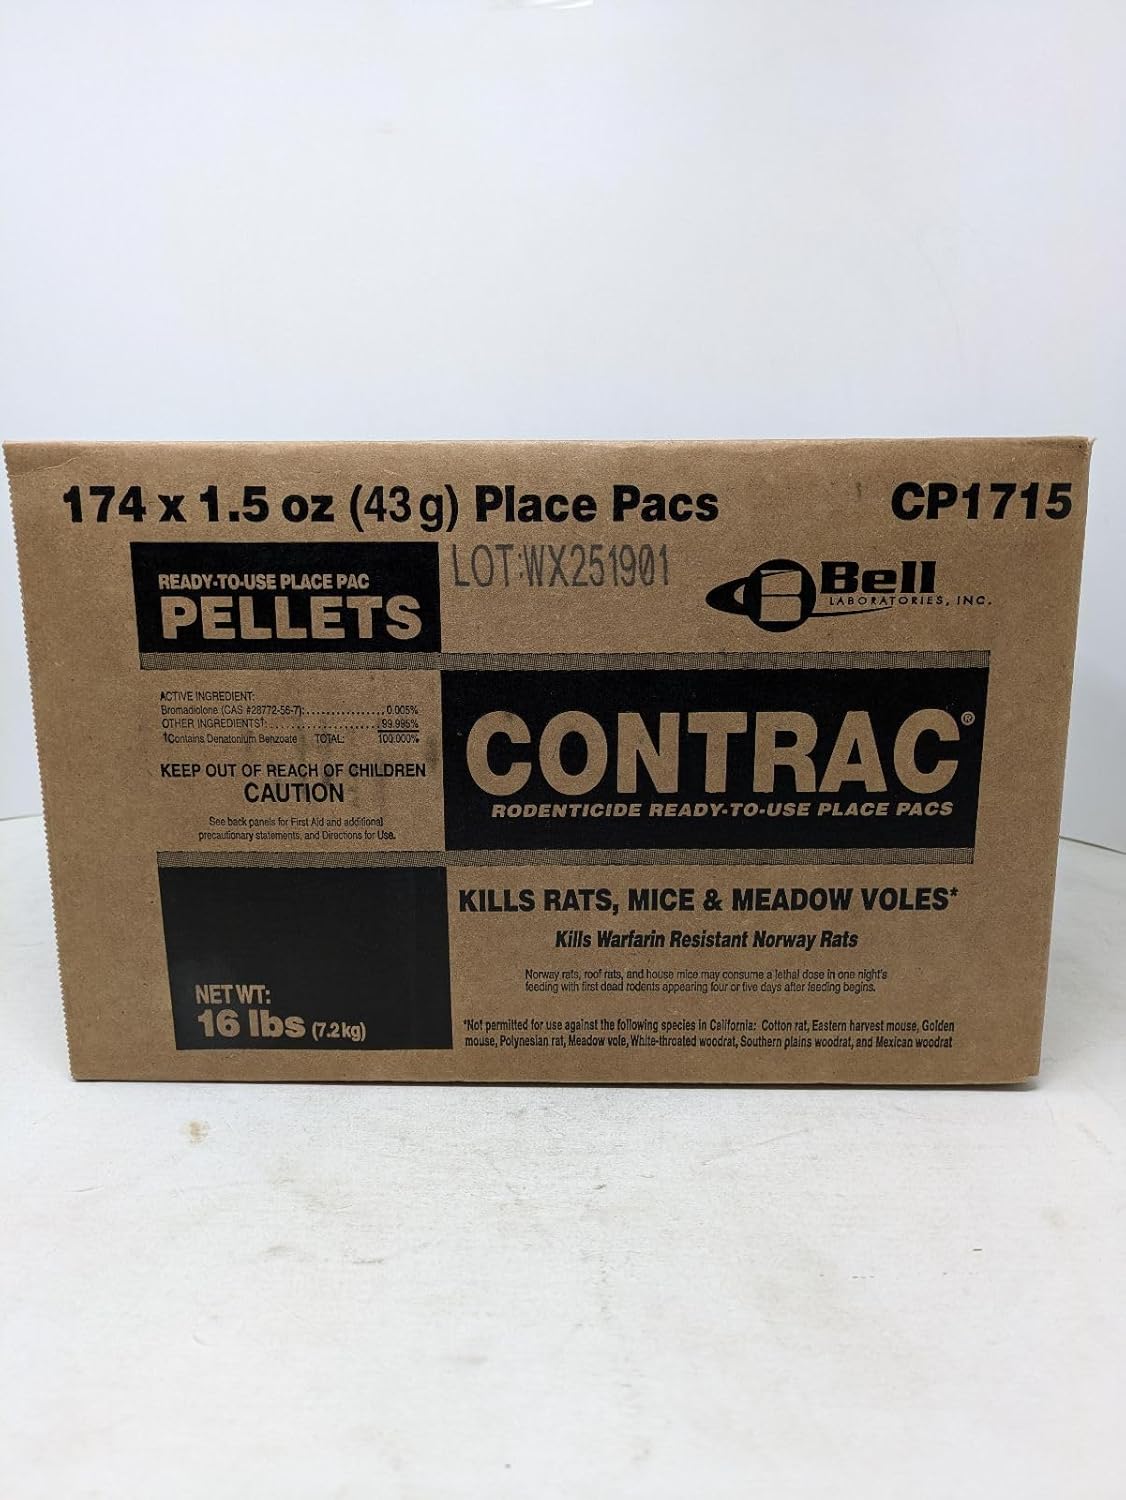 174 x 1.5 oz (43 g) Place Pacs
CP1715
LOT:WX251901
READY-TO-USE PLACE PAC
PELLETS
Bell
LABORATORIES, INC.
ACTIVE INGREDIENT:
Bromadiolone (CAS #28772-56-7):................0.005%
OTHER INGREDIENTS†:......................99.995%
†Contains Denatonium Benzoate TOTAL: 100.000%
KEEP OUT OF REACH OF CHILDREN
CAUTION
See back panels for First Aid and additional
precautionary statements, and Directions for Use.
CONTRAC®
RODENTICIDE READY-TO-USE PLACE PACS
KILLS RATS, MICE & MEADOW VOLES*
Kills Warfarin Resistant Norway Rats
Norway rats, roof rats, and house mice may consume a lethal dose in one night's
feeding with first dead rodents appearing four or five days after feeding begins.
NET WT:
16 lbs (7.2 kg)
*Not permitted for use against the following species in California: Cotton rat, Eastern harvest mouse, Golden
mouse, Polynesian rat, Meadow vole, White-throated woodrat, Southern plains woodrat, and Mexican woodrat